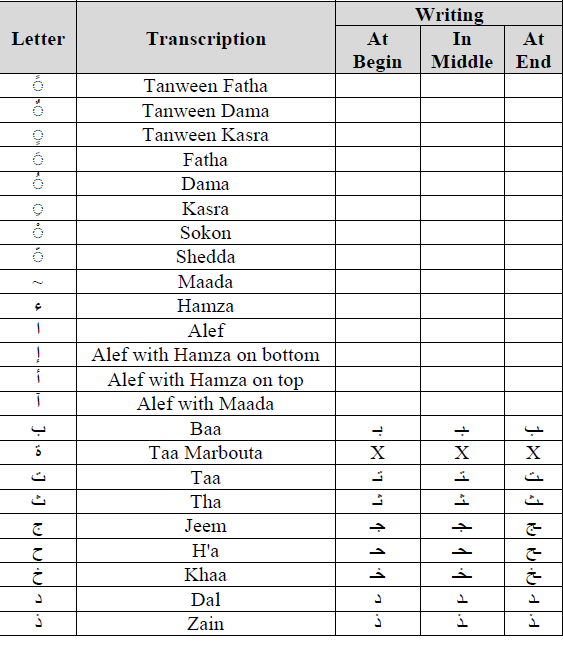 Letter Transcription Writing
At Begin In Middle At End
ً Tanween Fatha
ٌ Tanween Dama
ٍ Tanween Kasra
َ Fatha
ُ Dama
ِ Kasra
ْ Sokon
ّ Shedda
~ Maada
ء Hamza
ا Alef
إ Alef with Hamza on bottom
أ Alef with Hamza on top
آ Alef with Maada
ب Baa بـ ـبـ ـب
ة Taa Marbouta X X X
ت Taa تـ ـتـ ـت
ث Tha ثـ ـثـ ـث
ج Jeem جـ ـجـ ـج
ح H'a حـ ـحـ ـح
خ Khaa خـ ـخـ ـخ
د Dal د ـد ـد
ذ Zain ذ ـذ ـذ